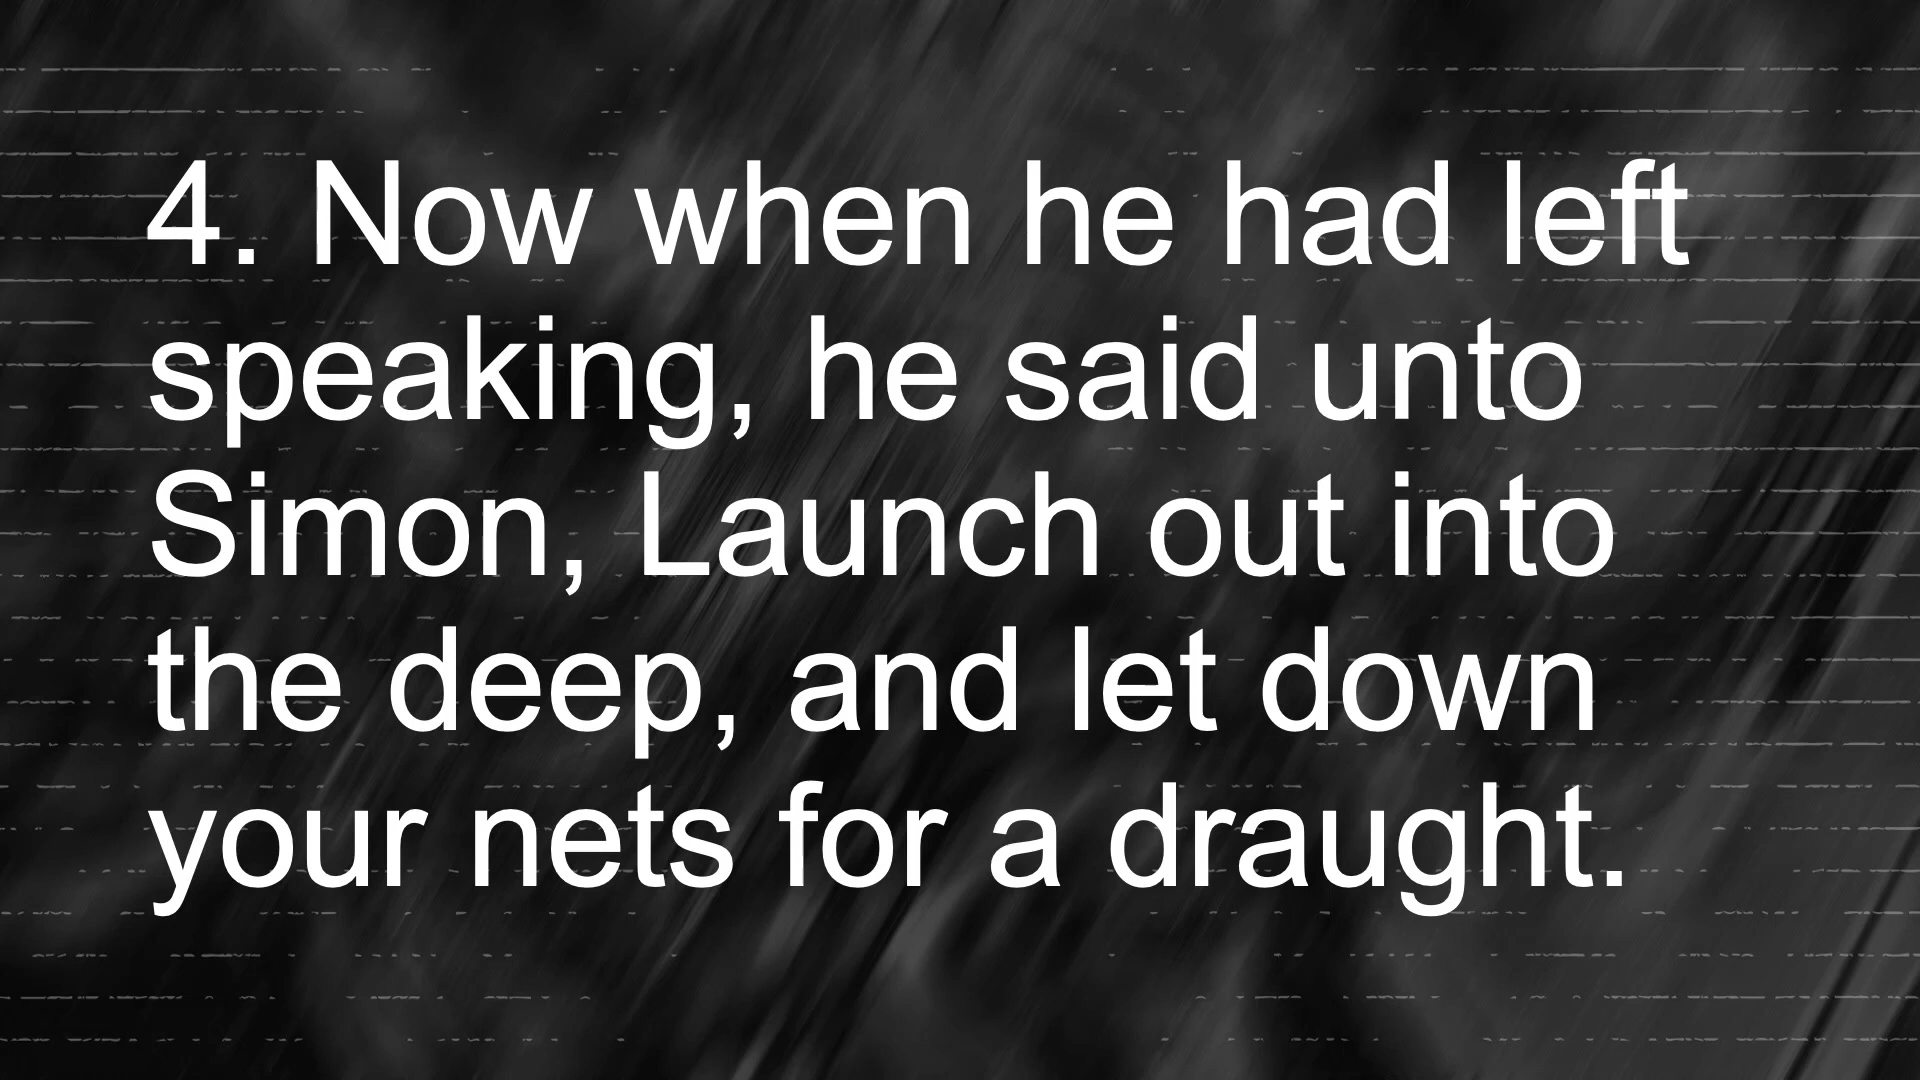 4. Now when he had left
speaking, he said unto
Simon, Launch out into
the deep, and let down
your nets for a draught.